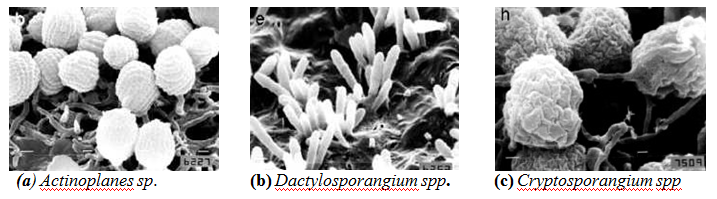 e
h
6227
7509
(a) Actinoplanes sp.
(b) Dactylosporangium spp.
(c) Cryptosporangium spp